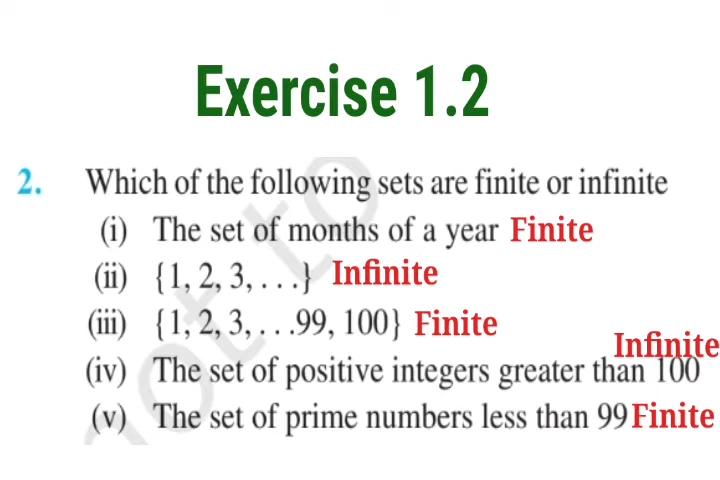 Exercise 1.2
2. Which of the following sets are finite or infinite
(i) The set of months of a year Finite
(ii) {1, 2, 3, . . .} Infinite
(iii) {1, 2, 3, . . .99, 100} Finite
Infinite
(iv) The set of positive integers greater than 100
(v) The set of prime numbers less than 99 Finite
not to